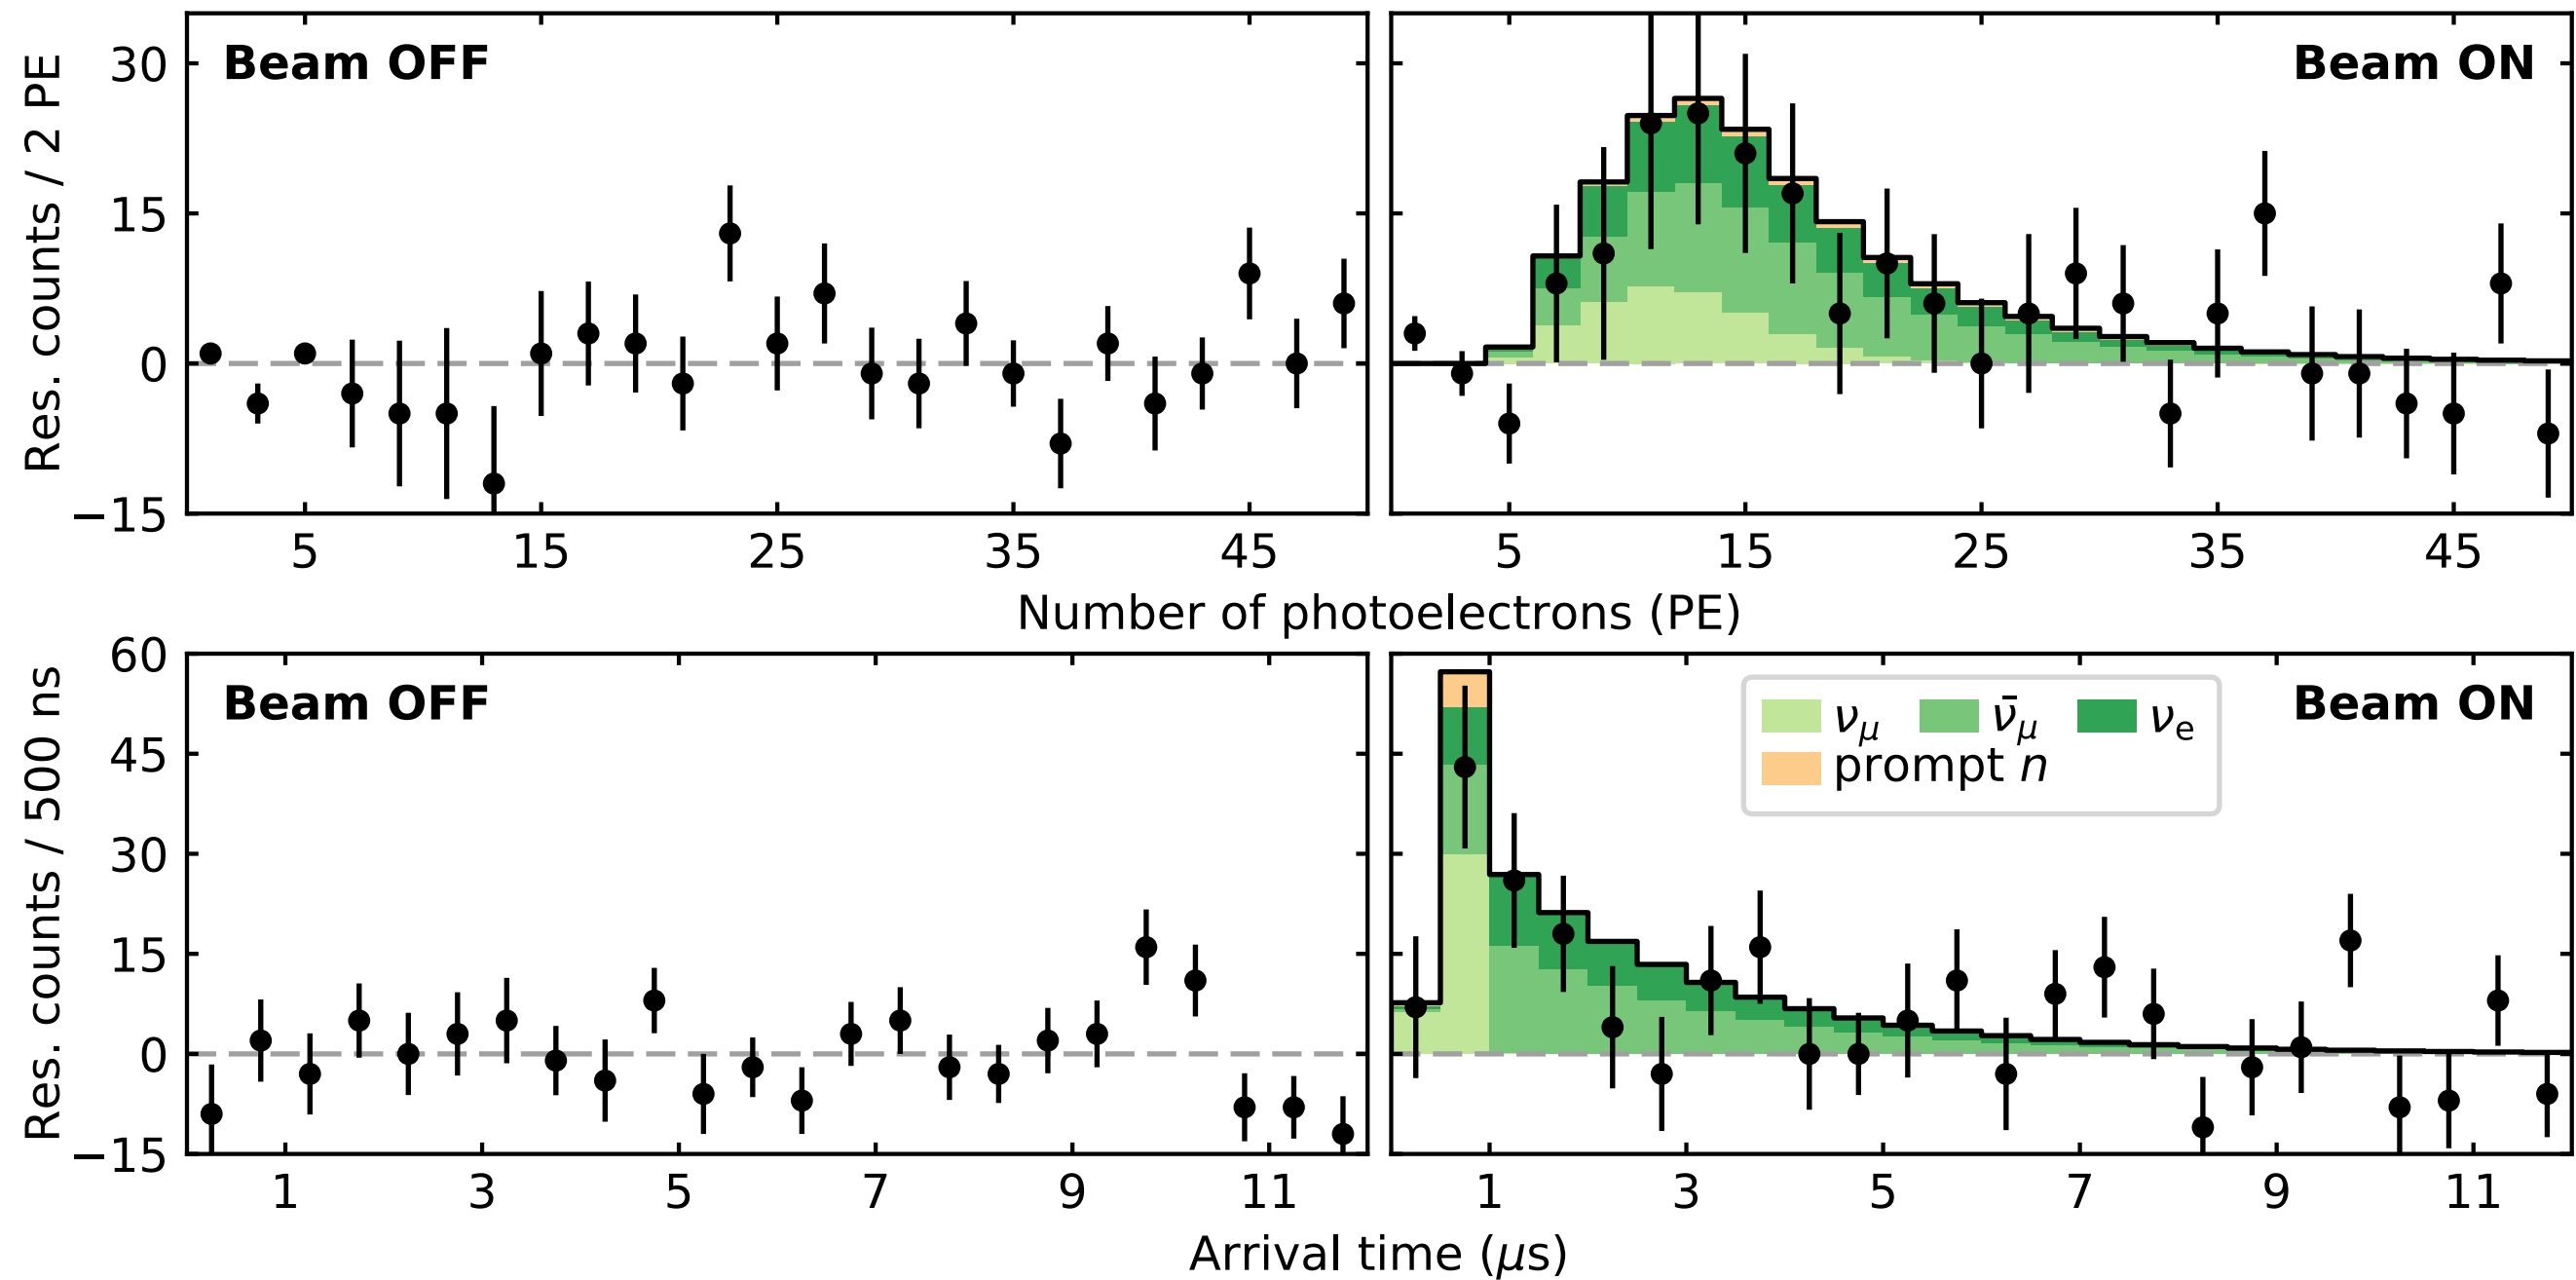 Res. counts / 2 PE
30
15
0
−15
Beam OFF
Beam ON
5 15 25 35 45
5 15 25 35 45
Number of photoelectrons (PE)
Res. counts / 500 ns
60
45
30
15
0
−15
Beam OFF
νμ ν̄μ νe
prompt n
Beam ON
1 3 5 7 9 11
1 3 5 7 9 11
Arrival time (μs)